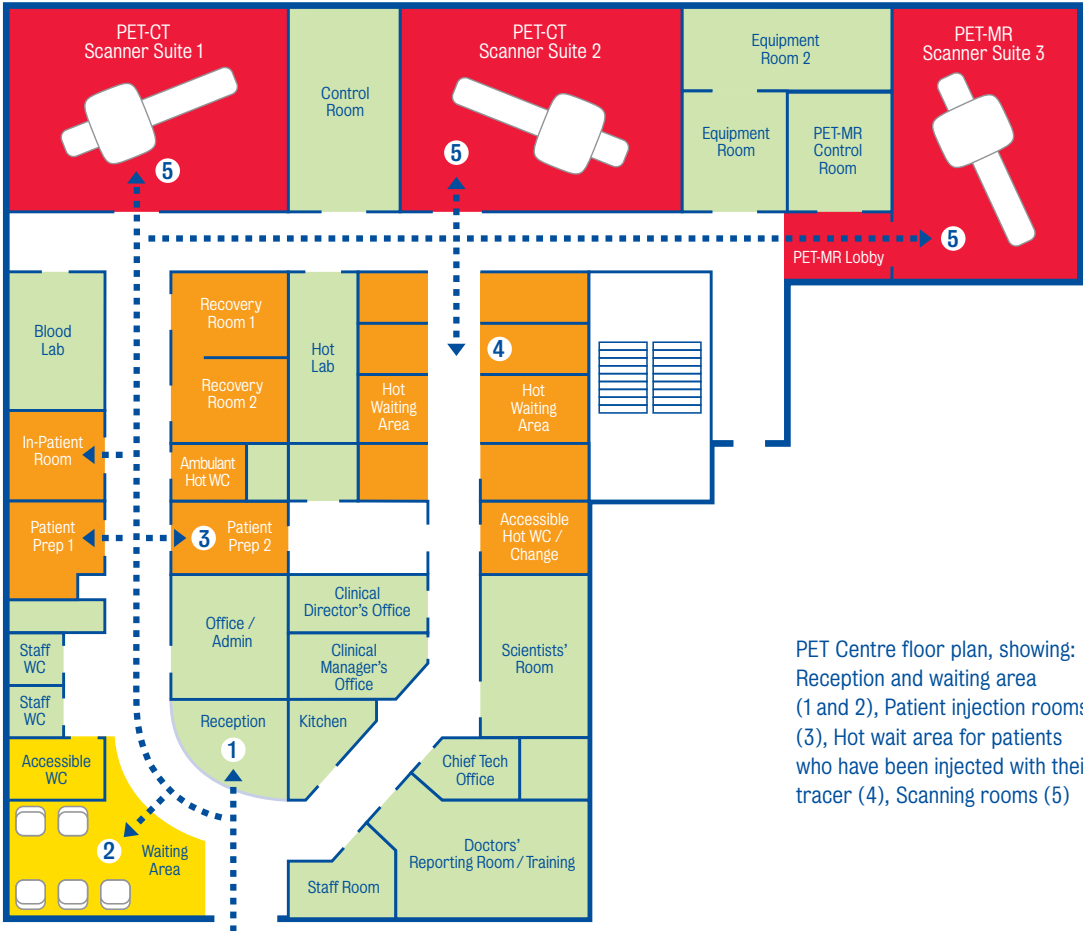 PET-CT
Scanner Suite 1
Control
Room
PET-CT
Scanner Suite 2
Equipment
Room 2
Equipment
Room
PET-MR
Control
Room
PET-MR
Scanner Suite 3
5
5
5
PET-MR Lobby
Blood
Lab
Recovery
Room 1
Recovery
Room 2
Hot
Lab
4
Hot
Waiting
Area
Hot
Waiting
Area
In-Patient
Room
Ambulant
Hot WC
Patient
Prep 1
3
Patient
Prep 2
Accessible
Hot WC /
Change
Office /
Admin
Clinical
Director's Office
Clinical
Manager's
Office
Scientists'
Room
Staff
WC
Staff
WC
Reception
1
Kitchen
Accessible
WC
Chief Tech
Office
2
Waiting
Area
Doctors'
Reporting Room / Training
Staff Room
PET Centre floor plan, showing:
Reception and waiting area
(1 and 2), Patient injection rooms
(3), Hot wait area for patients
who have been injected with thei
tracer (4), Scanning rooms (5)